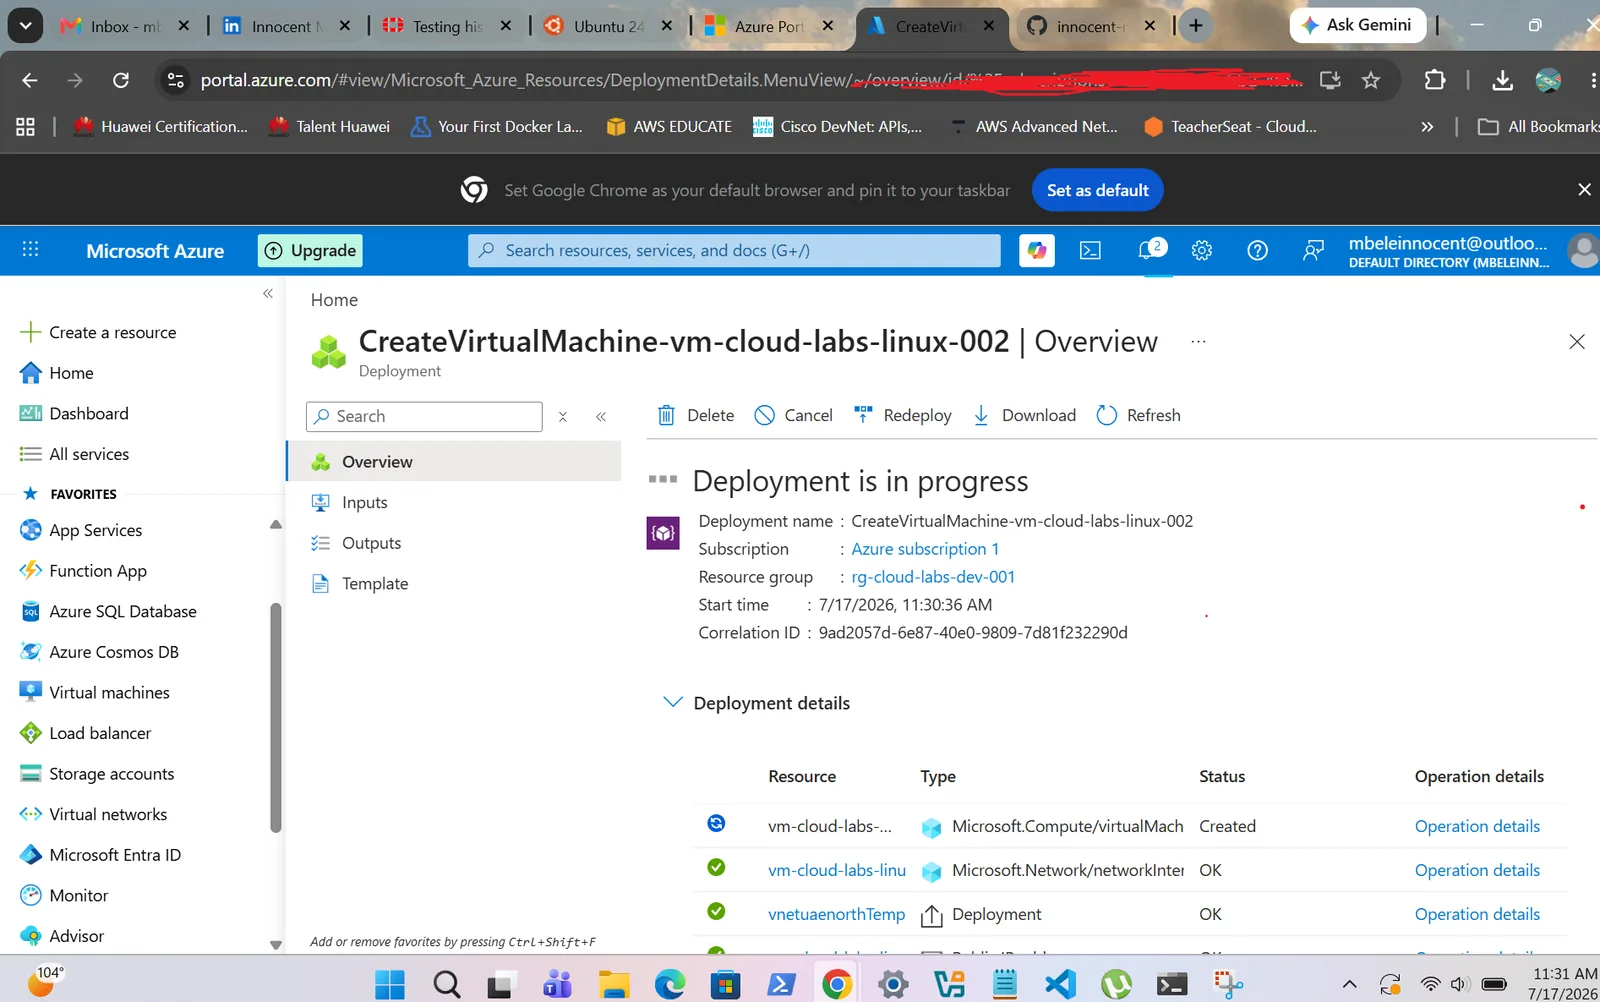 Inbox - mb
Innocent M
Testing his
Ubuntu 24
Azure Port
CreateVirt
innocent-r
Ask Gemini
portal.azure.com/#view/Microsoft_Azure_Resources/DeploymentDetails.MenuView/~/overview/id/
Huawei Certification...
Talent Huawei
Your First Docker La...
AWS EDUCATE
Cisco DevNet: APIs,...
AWS Advanced Net...
TeacherSeat - Cloud...
»
All Bookmarks
Set Google Chrome as your default browser and pin it to your taskbar
Set as default
Microsoft Azure
Upgrade
Search resources, services, and docs (G+/)
2
mbeleinnocent@outloo...
DEFAULT DIRECTORY (MBELEINN...
Create a resource
Home
Dashboard
All services
FAVORITES
App Services
Function App
Azure SQL Database
Azure Cosmos DB
Virtual machines
Load balancer
Storage accounts
Virtual networks
Microsoft Entra ID
Monitor
Advisor
Home
CreateVirtualMachine-vm-cloud-labs-linux-002 | Overview ...
Deployment
Search
Overview
Inputs
Outputs
Template
Add or remove favorites by pressing Ctrl+Shift+F
Delete
Cancel
Redeploy
Download
Refresh
Deployment is in progress
Deployment name : CreateVirtualMachine-vm-cloud-labs-linux-002
Subscription : Azure subscription 1
Resource group : rg-cloud-labs-dev-001
Start time : 7/17/2026, 11:30:36 AM
Correlation ID : 9ad2057d-6e87-40e0-9809-7d81f232290d
Deployment details
Resource Type Status Operation details
vm-cloud-labs-... Microsoft.Compute/virtualMach Created Operation details
vm-cloud-labs-linu Microsoft.Network/networkInter OK Operation details
vnetuaenorthTemp Deployment OK Operation details
104°
11:31 AM
7/17/2026